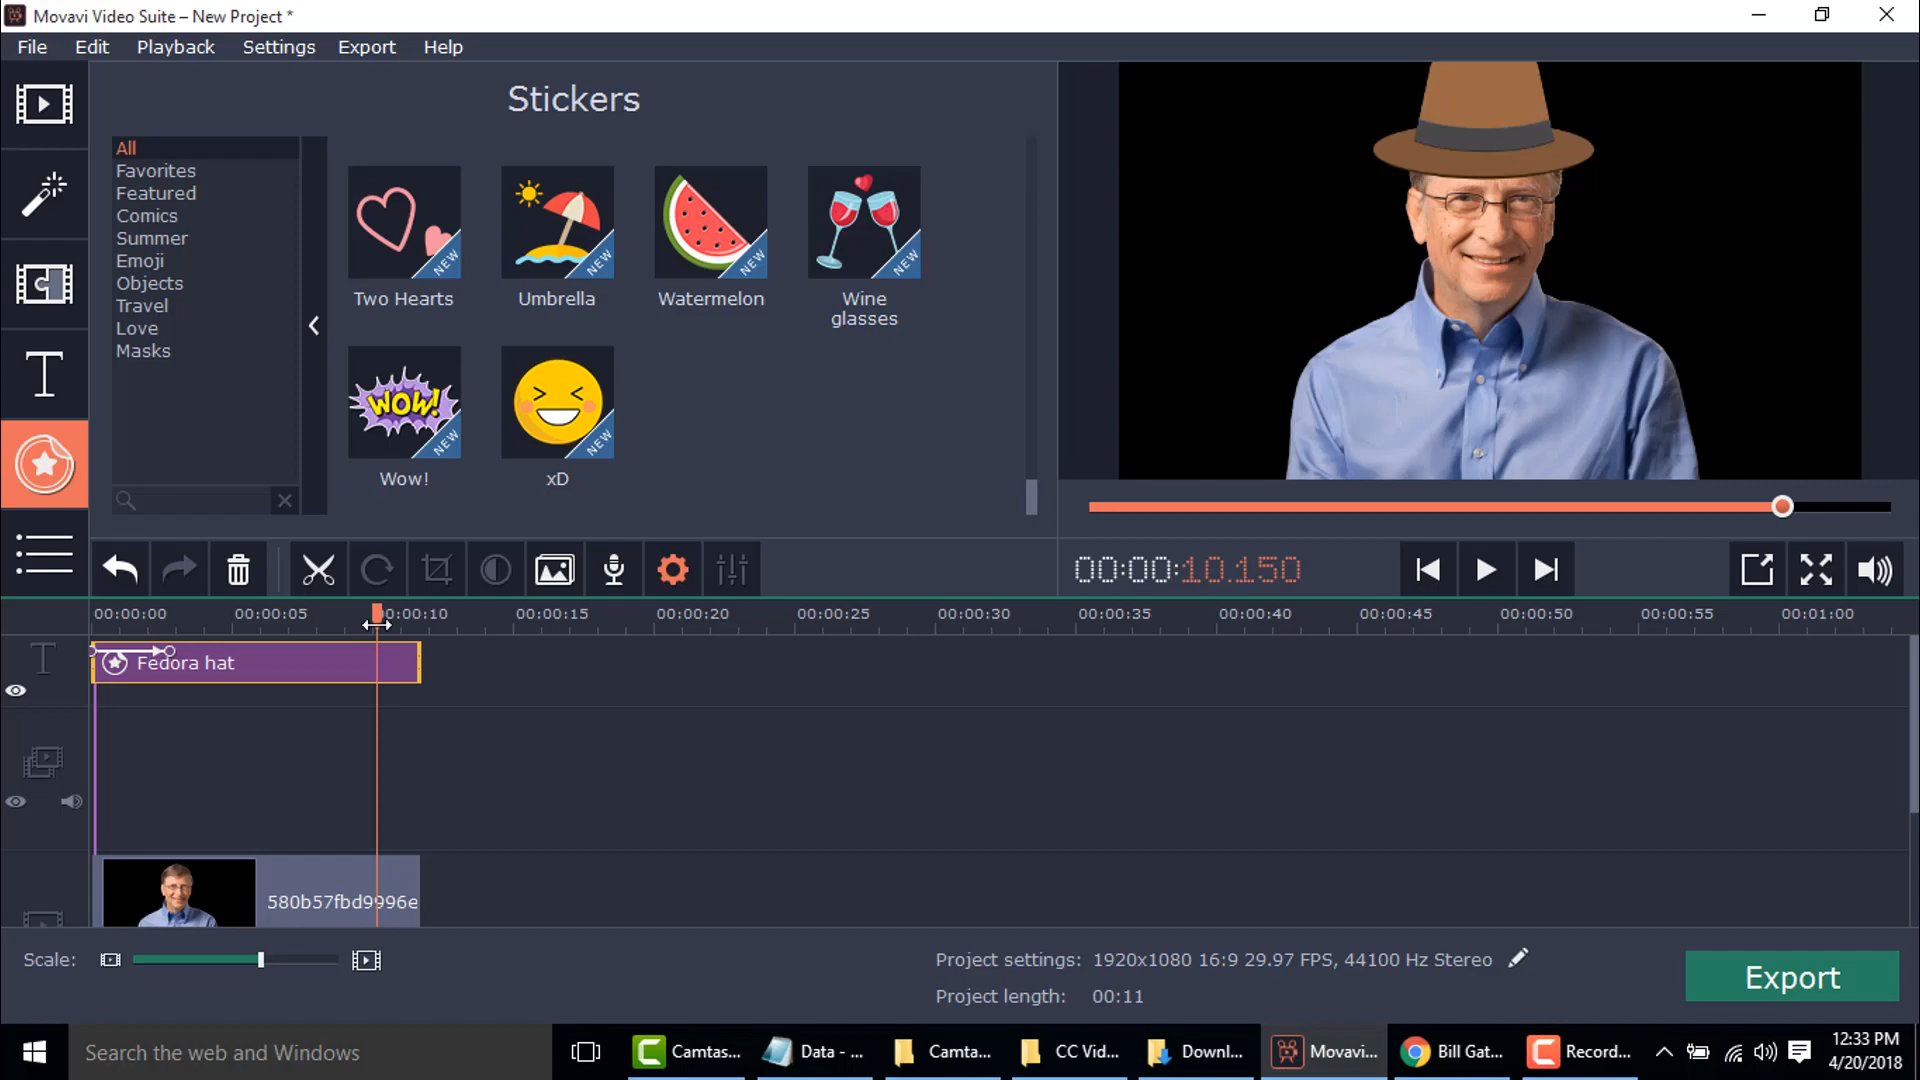 Movavi Video Suite – New Project *
File Edit Playback Settings Export Help
Stickers
All
Favorites
Featured
Comics
Summer
Emoji
Objects
Travel
Love
Masks
NEW NEW NEW NEW
Two Hearts Umbrella Watermelon Wine
glasses
WOW!
NEW NEW
Wow! xD
00:00:10.150
00:00:00 00:00:05 00:00:10 00:00:15 00:00:20 00:00:25 00:00:30 00:00:35 00:00:40 00:00:45 00:00:50 00:00:55 00:01:00
T
Fedora hat
580b57fbd9996e
Scale:
Project settings: 1920x1080 16:9 29.97 FPS, 44100 Hz Stereo
Project length: 00:11
Export
Search the web and Windows
Camtas... Data - ... Camta... CC Vid... Downl... Movavi... Bill Gat... Record...
12:33 PM
4/20/2018